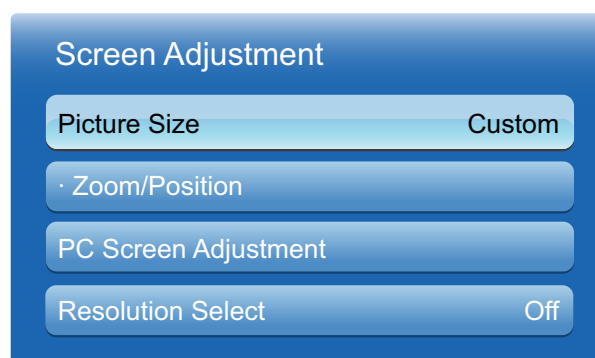 Screen Adjustment
Picture Size Custom
· Zoom/Position
PC Screen Adjustment
Resolution Select Off